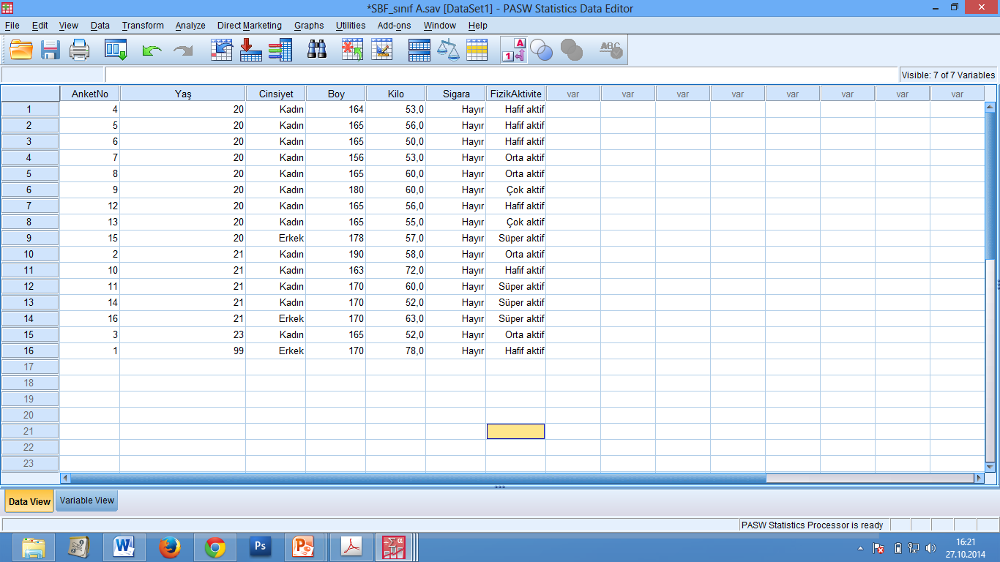 *SBF_sınıf A.sav [DataSet1] - PASW Statistics Data Editor
File Edit View Data Transform Analyze Direct Marketing Graphs Utilities Add-ons Window Help
Visible: 7 of 7 Variables
AnketNo Yaş Cinsiyet Boy Kilo Sigara FizikAktivite var var var var var var var var
1 4 20 Kadın 164 53,0 Hayır Hafif aktif
2 5 20 Kadın 165 56,0 Hayır Hafif aktif
3 6 20 Kadın 165 50,0 Hayır Hafif aktif
4 7 20 Kadın 156 53,0 Hayır Orta aktif
5 8 20 Kadın 165 60,0 Hayır Orta aktif
6 9 20 Kadın 180 60,0 Hayır Çok aktif
7 12 20 Kadın 165 56,0 Hayır Hafif aktif
8 13 20 Kadın 165 55,0 Hayır Çok aktif
9 15 20 Erkek 178 57,0 Hayır Süper aktif
10 2 21 Kadın 190 58,0 Hayır Orta aktif
11 10 21 Kadın 163 72,0 Hayır Hafif aktif
12 11 21 Kadın 170 60,0 Hayır Süper aktif
13 14 21 Kadın 170 52,0 Hayır Süper aktif
14 16 21 Erkek 170 63,0 Hayır Süper aktif
15 3 23 Kadın 165 52,0 Hayır Orta aktif
16 1 99 Erkek 170 78,0 Hayır Hafif aktif
17
18
19
20
21
22
23
Data View Variable View
PASW Statistics Processor is ready
16:21
27.10.2014